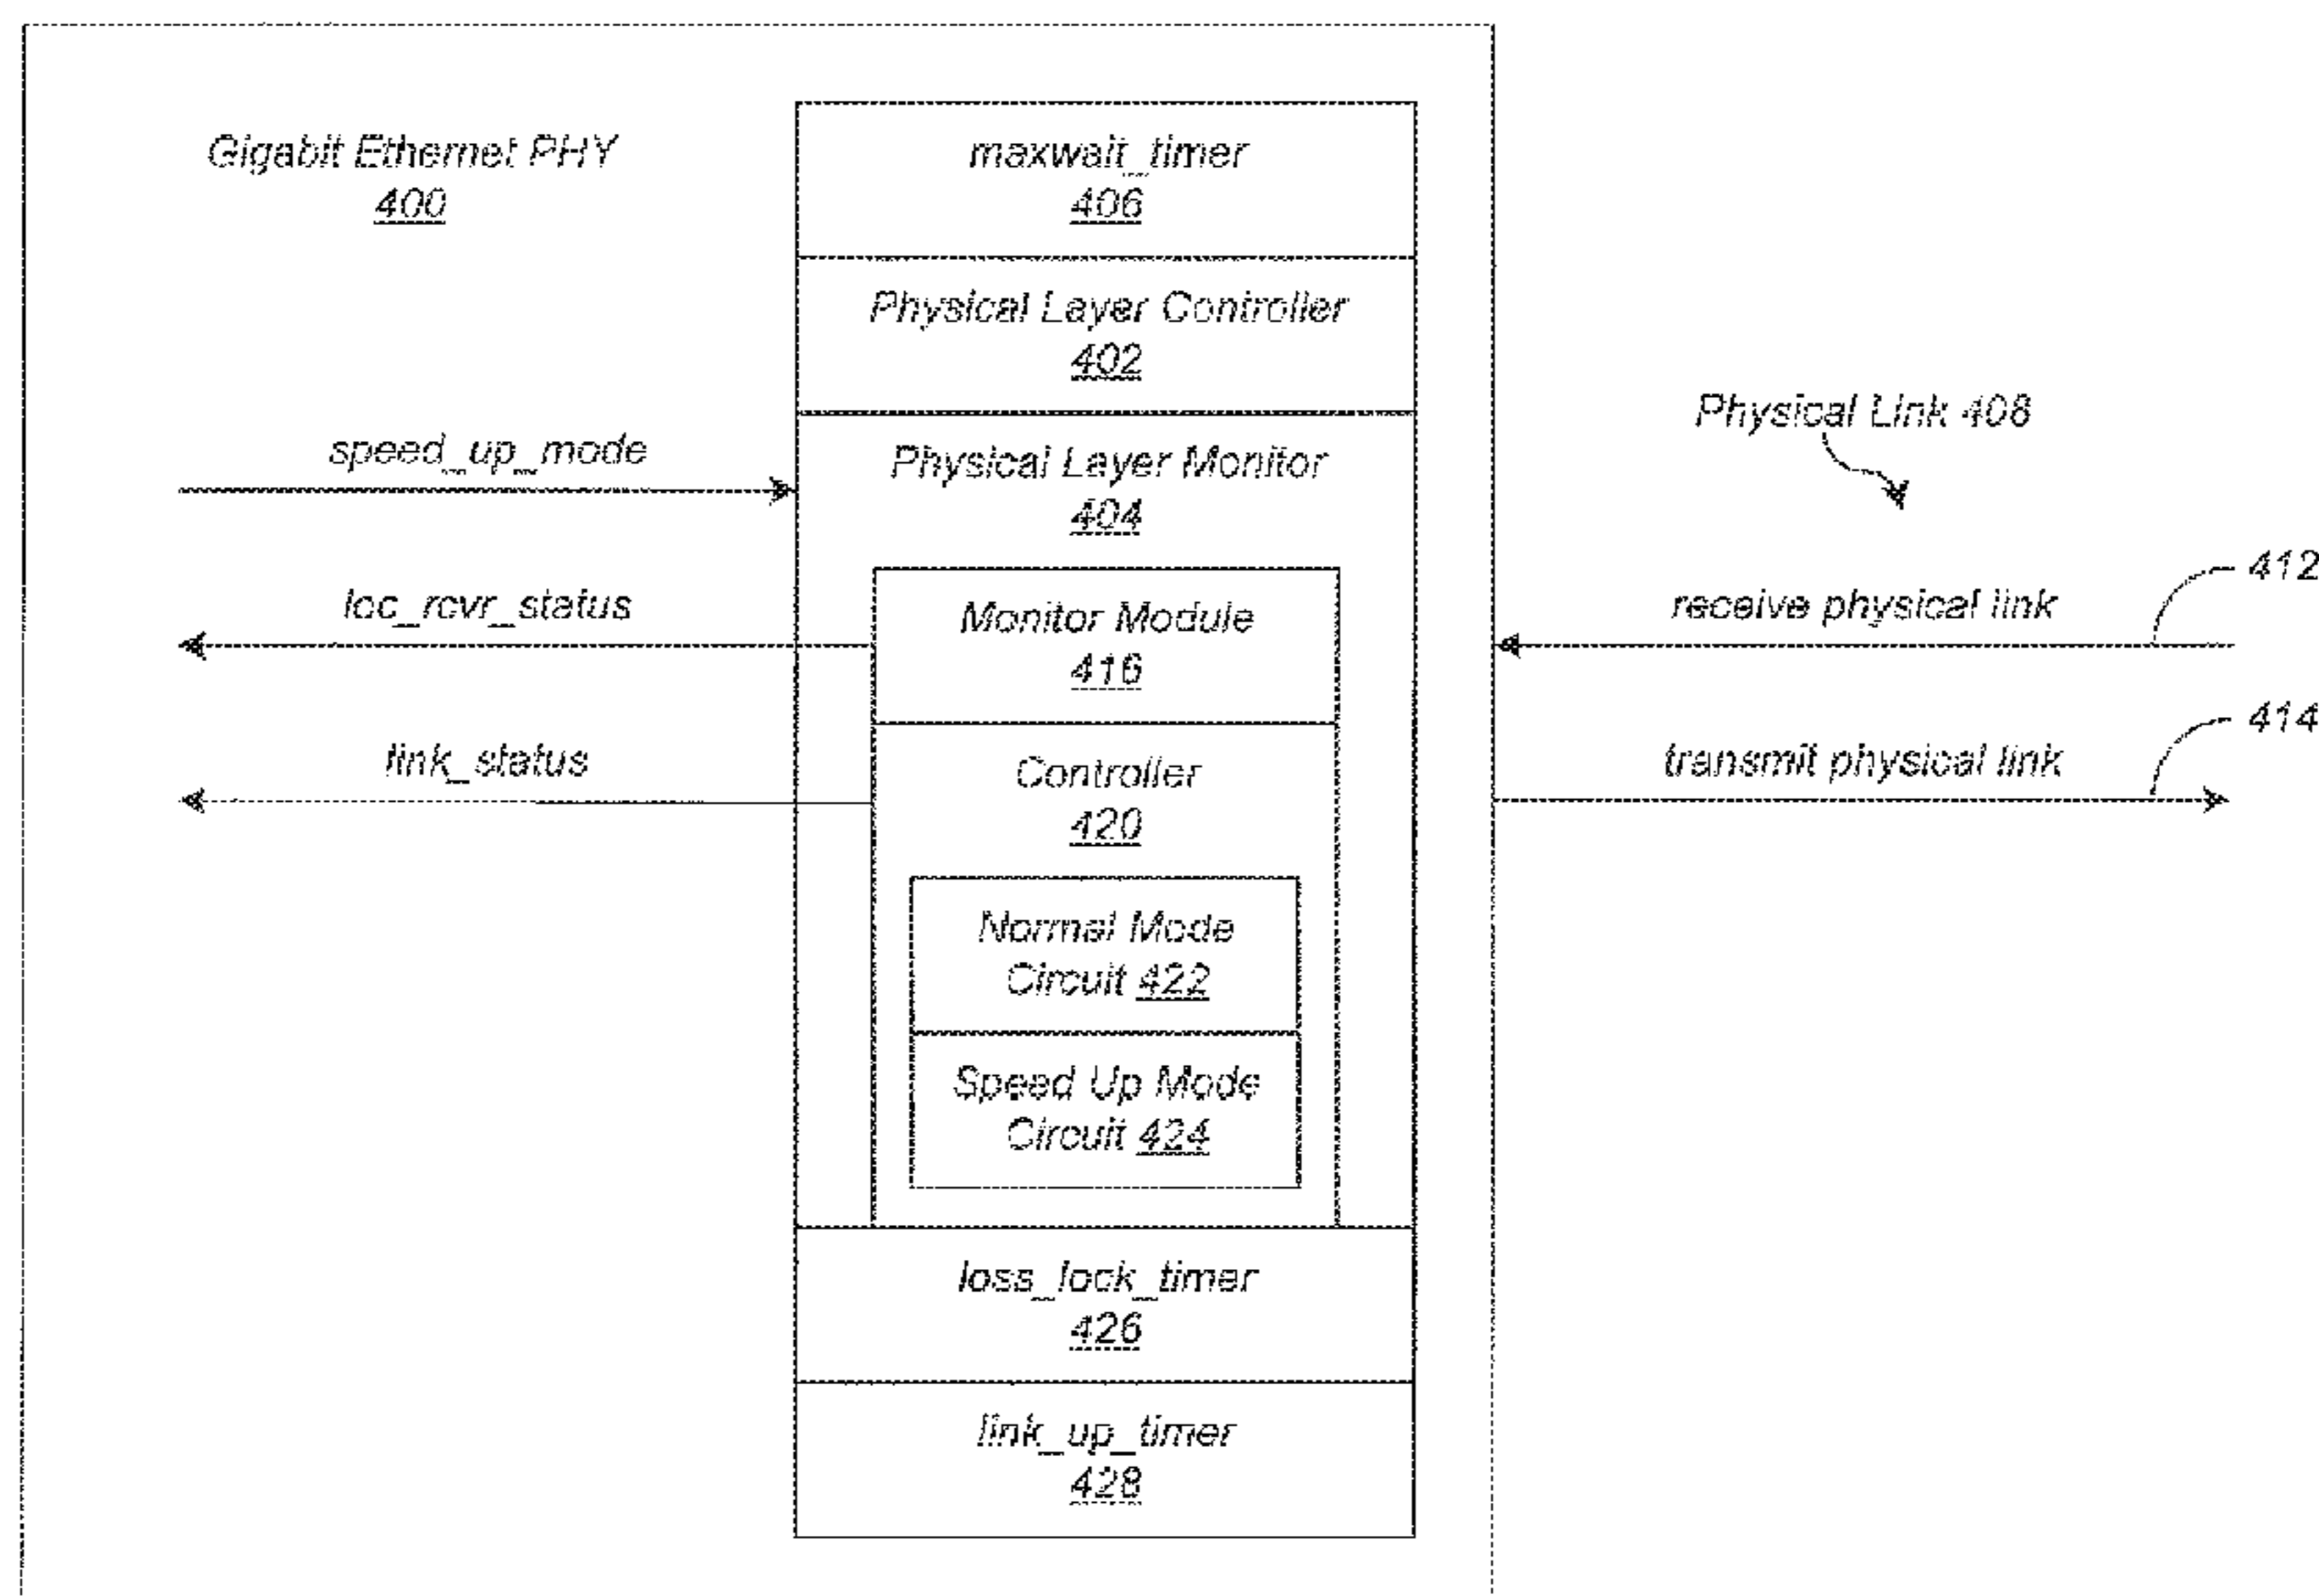 Gigabit Ethernet PHY
400
maxwait_timer
406
Physical Layer Controller
402
speed_up_mode
Physical Layer Monitor
404
Physical Link 408
loc_rcvr_status
Monitor Module
416
receive physical link
412
link_status
Controller
420
transmit physical link
414
Normal Mode
Circuit 422
Speed Up Mode
Circuit 424
loss_lock_timer
426
link_up_timer
428